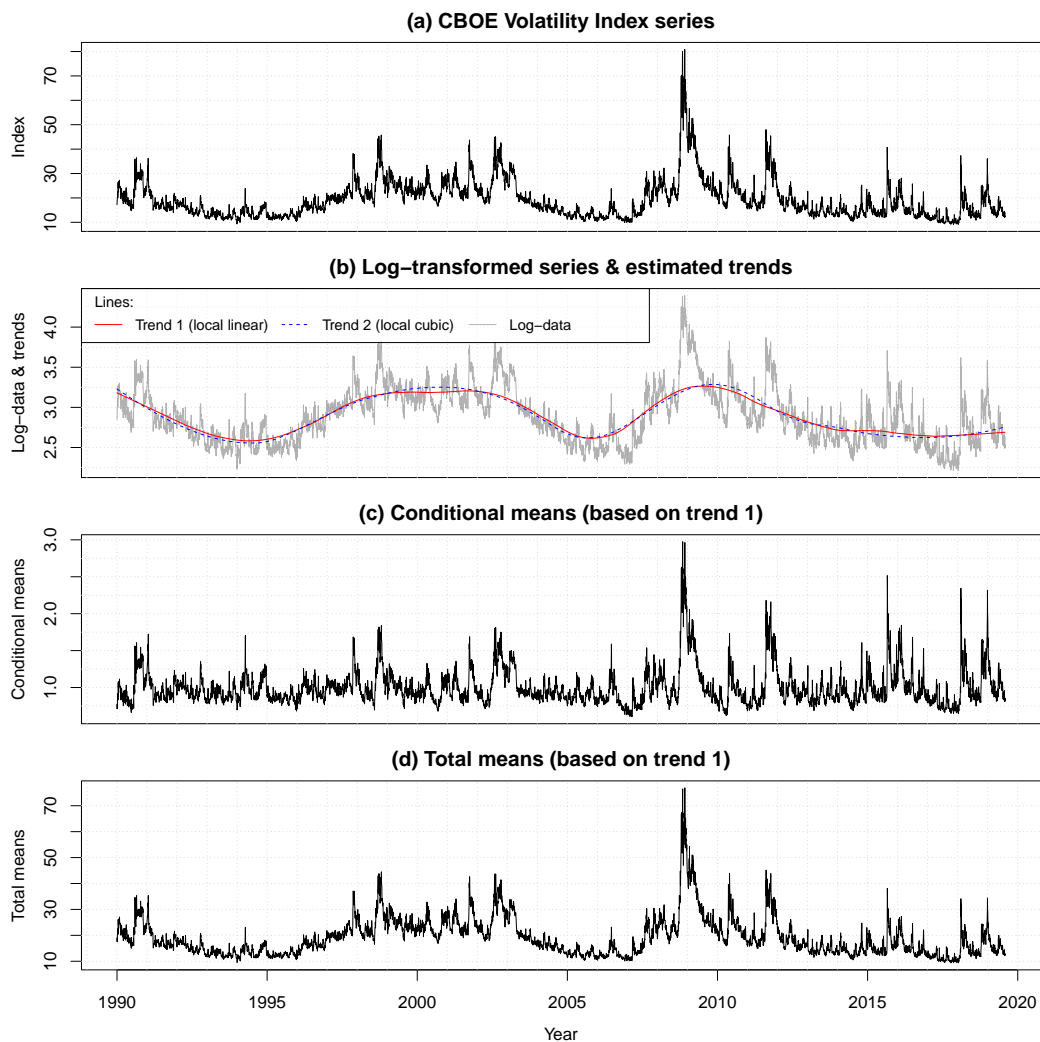 (a) CBOE Volatility Index series
Index
70
50
30
10
(b) Log−transformed series & estimated trends
Log−data & trends
4.0
3.5
3.0
2.5
Lines:
Trend 1 (local linear) Trend 2 (local cubic) Log−data
(c) Conditional means (based on trend 1)
Conditional means
3.0
2.0
1.0
(d) Total means (based on trend 1)
Total means
70
50
30
10
1990 1995 2000 2005 2010 2015 2020
Year